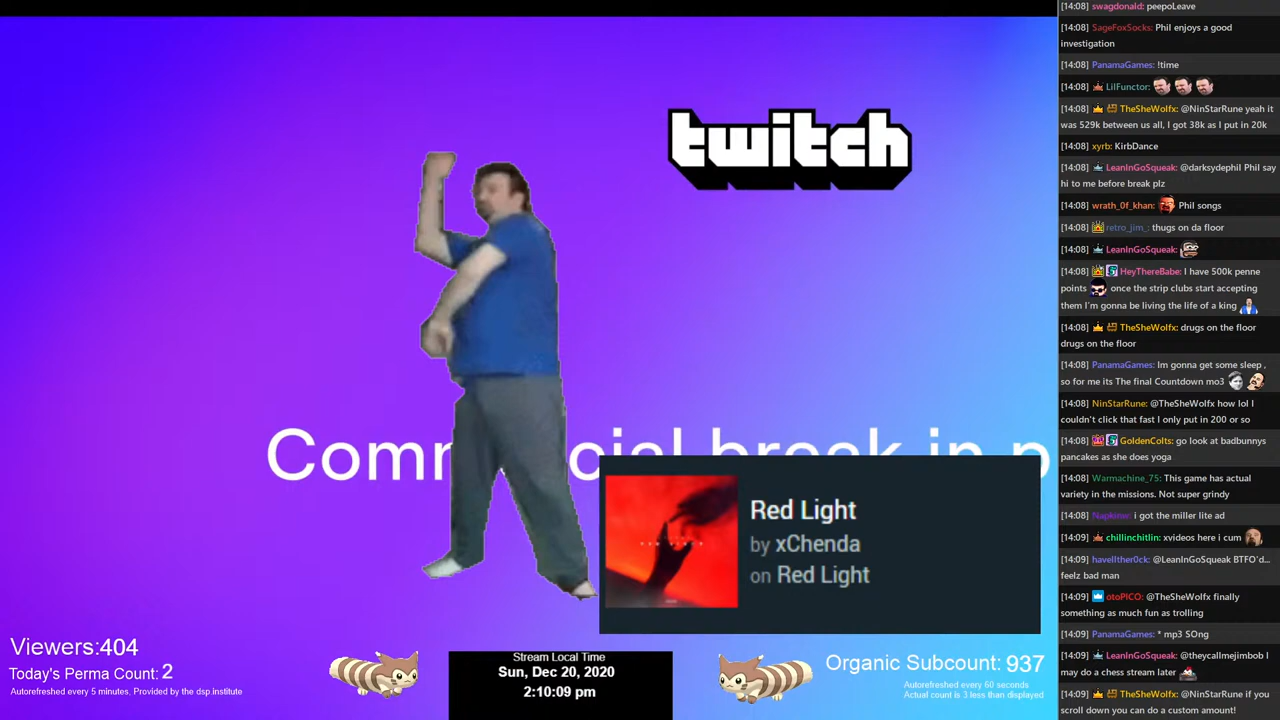 twitch
Comm cial break in p
Red Light
by xChenda
on Red Light
Viewers:404
Today's Perma Count: 2
Autorefreshed every 5 minutes, Provided by the dsp.institute
Stream Local Time
Sun, Dec 20, 2020
2:10:09 pm
Organic Subcount: 937
Autorefreshed every 60 seconds
Actual count is 3 less than displayed
[14:08] swagdonald: peepoLeave
[14:08] SageFoxSocks: Phil enjoys a good
investigation
[14:08] PanamaGames: !time
[14:08] LilFunctor:
[14:08] TheSheWolfx: @NinStarRune yeah it
was 529k between us all, I got 38k as I put in 20k
[14:08] xyrb: KirbDance
[14:08] LeanInGoSqueak: @darksydephil Phil say
hi to me before break plz
[14:08] wrath_0f_khan: Phil songs
[14:08] retro_jim_: thugs on da floor
[14:08] LeanInGoSqueak:
[14:08] HeyThereBabe: I have 500k penne
points once the strip clubs start accepting
them I'm gonna be living the life of a king
[14:08] TheSheWolfx: drugs on the floor
drugs on the floor
[14:08] PanamaGames: Im gonna get some sleep ,
so for me its The final Countdown mo3
[14:08] NinStarRune: @TheSheWolfx how lol I
couldn't click that fast I only put in 200 or so
[14:08] GoldenColts: go look at badbunnys
pancakes as she does yoga
[14:08] Warmachine_75: This game has actual
variety in the missions. Not super grindy
[14:08] Napkinw: i got the miller lite ad
[14:08] chillinchitlin: xvideos here i cum
[14:09] havellther0ck: @LeanInGoSqueak BTFO'd...
feelz bad man
[14:09] otoPICO: @TheSheWolfx finally
something as much fun as trolling
[14:09] PanamaGames: * mp3 SOng
[14:09] LeanInGoSqueak: @theycallmejimbob I
may do a chess stream later
[14:09] TheSheWolfx: @NinStarRune if you
scroll down you can do a custom amount!